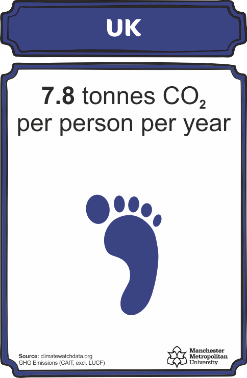 UK
7.8 tonnes CO₂
per person per year
Source: climatewatchdata.org
GHG Emissions (CAIT, excl. LUCF)
Manchester
Metropolitan
University